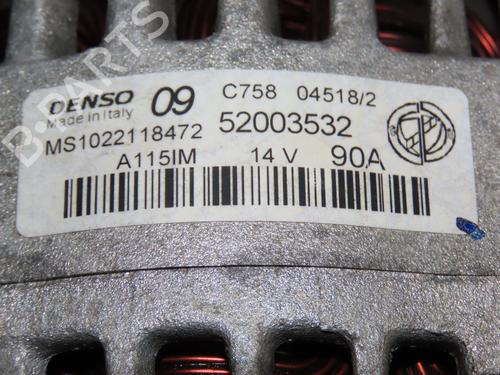 B-PARTS
DENSO 09 C758 04518/2
Made in Italy
MS1022118472 52003532
A115IM 14 V 90A